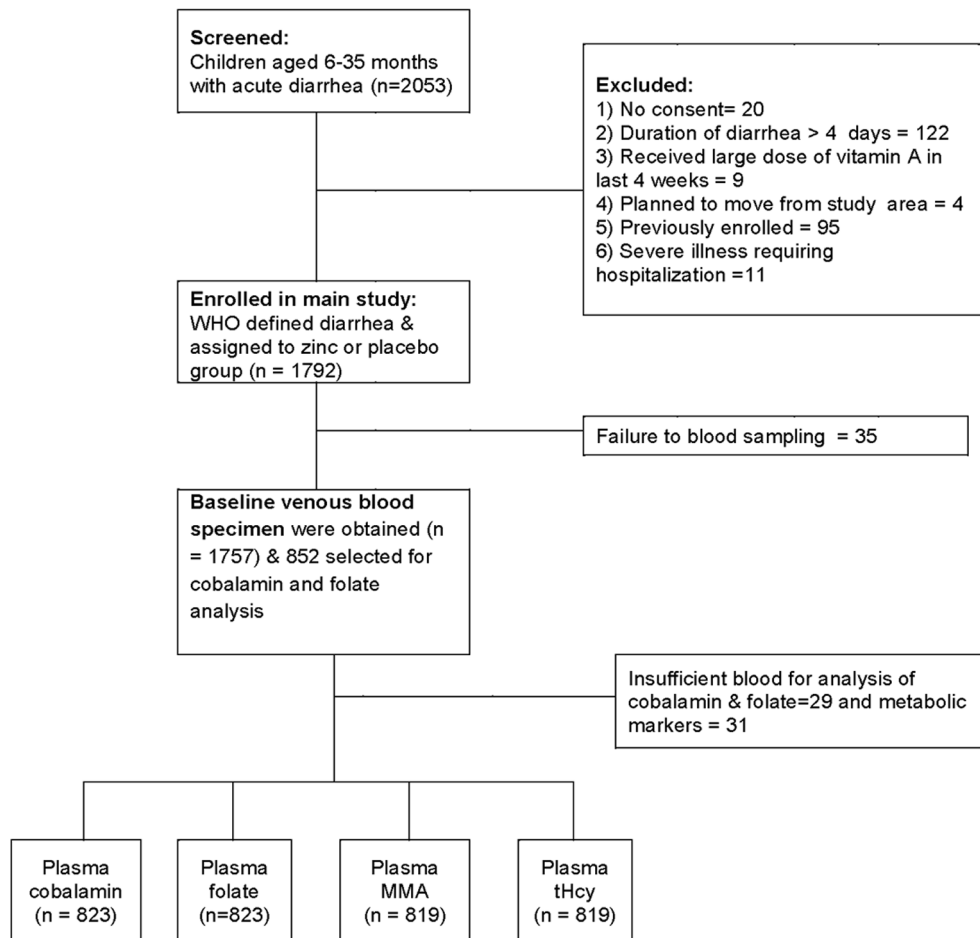 Screened:
Children aged 6-35 months
with acute diarrhea (n=2053)
Excluded:
1) No consent= 20
2) Duration of diarrhea > 4 days = 122
3) Received large dose of vitamin A in
last 4 weeks = 9
4) Planned to move from study area = 4
5) Previously enrolled = 95
6) Severe illness requiring
hospitalization =11
Enrolled in main study:
WHO defined diarrhea &
assigned to zinc or placebo
group (n = 1792)
Failure to blood sampling = 35
Baseline venous blood
specimen were obtained (n
= 1757) & 852 selected for
cobalamin and folate
analysis
Insufficient blood for analysis of
cobalamin & folate=29 and metabolic
markers = 31
Plasma
cobalamin
(n = 823)
Plasma
folate
(n=823)
Plasma
MMA
(n = 819)
Plasma
tHcy
(n = 819)